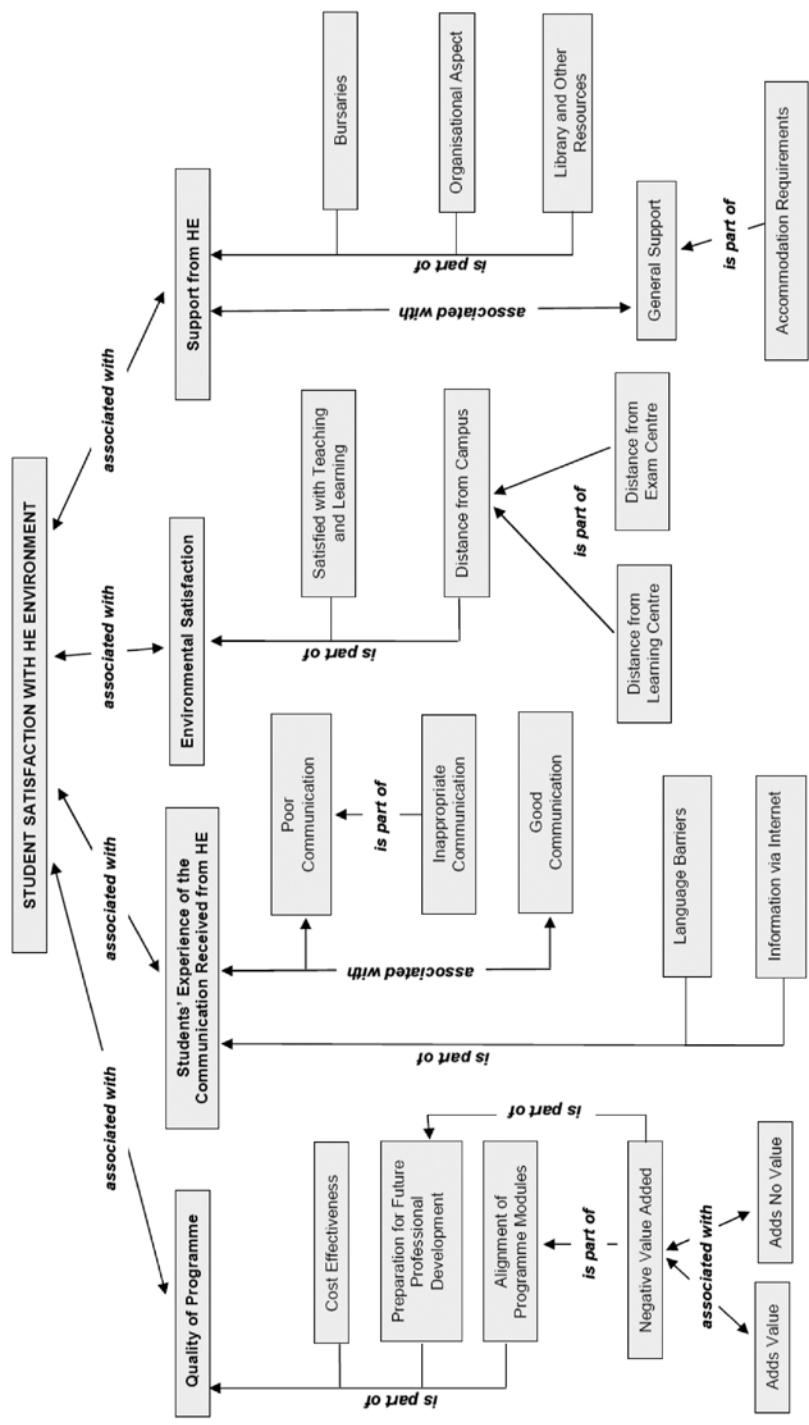 STUDENT SATISFACTION WITH HE ENVIRONMENT
associated with
associated with
associated with
associated with
Quality of Programme
Students’ Experience of the
Communication Received from HE
Environmental Satisfaction
Support from HE
is part of
Cost Effectiveness
Preparation for Future
Professional
Development
Alignment of
Programme Modules
is part of
is part of
Negative Value Added
associated with
Adds Value
Adds No Value
Poor
Communication
is part of
Inappropriate
Communication
associated with
Good
Communication
is part of
Language Barriers
Information via Internet
is part of
Satisfied with Teaching
and Learning
Distance from Campus
is part of
Distance from
Learning Centre
Distance from
Exam Centre
is part of
Bursaries
Organisational Aspect
Library and Other
Resources
associated with
General Support
is part of
Accommodation Requirements